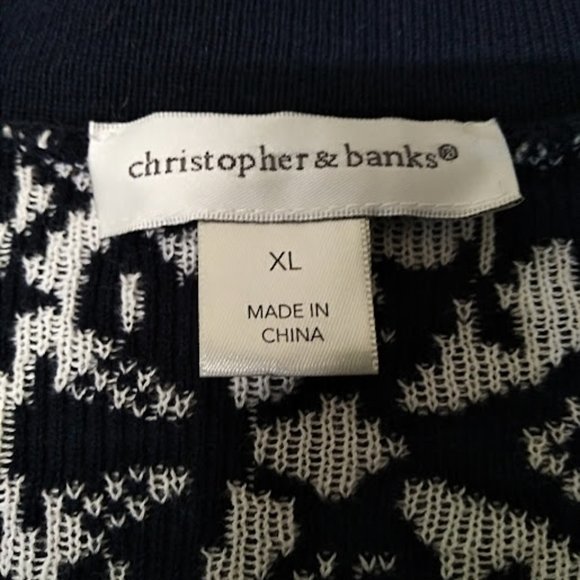 christopher & banks®
XL
MADE IN
CHINA